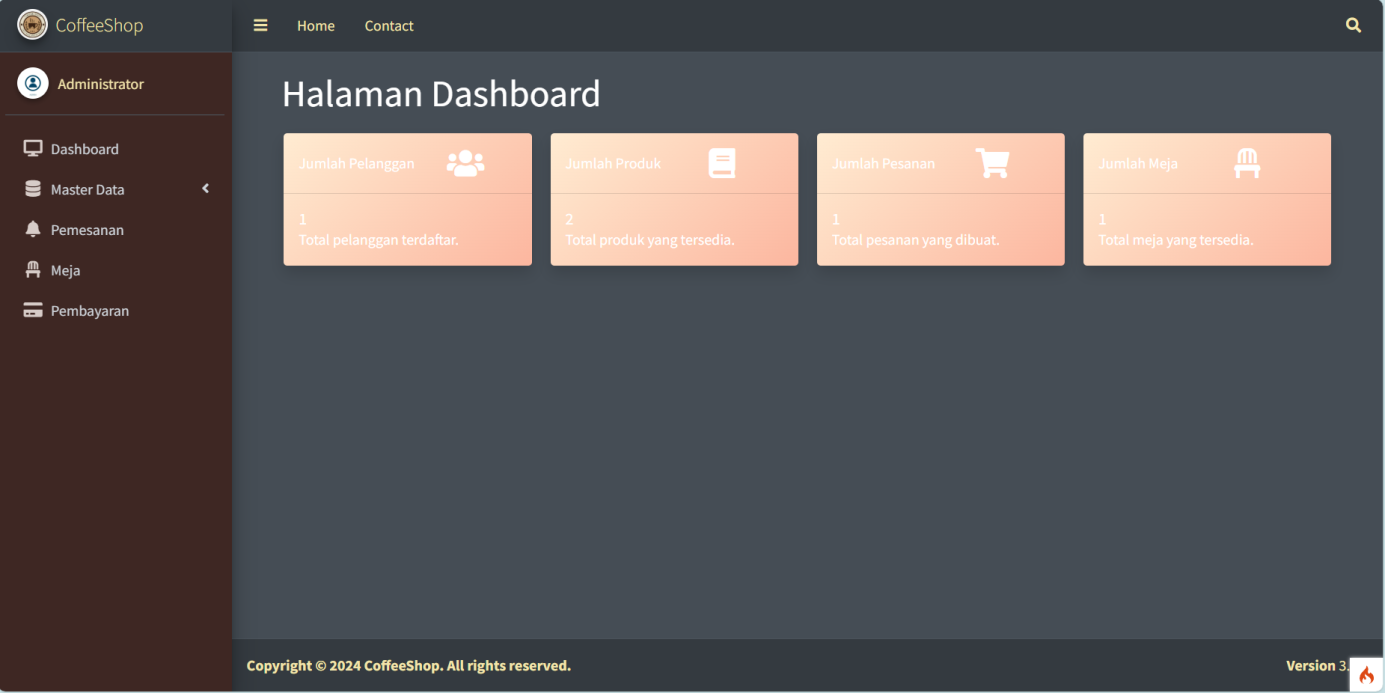 CoffeeShop
Home
Contact
Administrator
Dashboard
Master Data
Pemesanan
Meja
Pembayaran
Halaman Dashboard
Jumlah Pelanggan
1
Total pelanggan terdaftar.
Jumlah Produk
2
Total produk yang tersedia.
Jumlah Pesanan
1
Total pesanan yang dibuat.
Jumlah Meja
1
Total meja yang tersedia.
Copyright © 2024 CoffeeShop. All rights reserved.
Version 3.